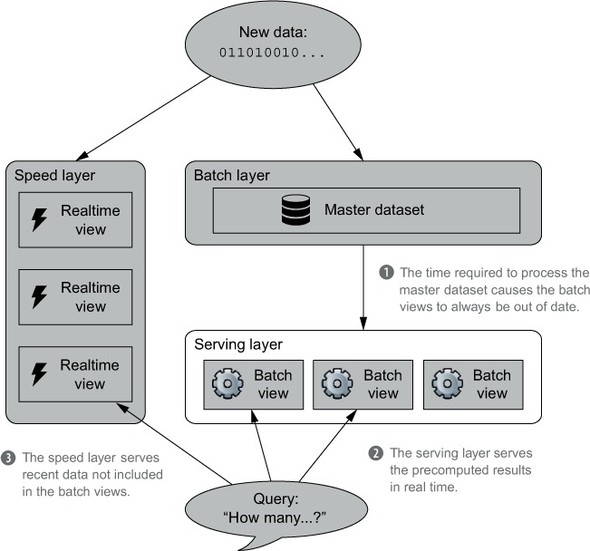 New data:
011010010...
Speed layer
Realtime
view
Realtime
view
Realtime
view
Batch layer
Master dataset
1 The time required to process the
master dataset causes the batch
views to always be out of date.
Serving layer
Batch
view
Batch
view
Batch
view
3 The speed layer serves
recent data not included
in the batch views.
2 The serving layer serves
the precomputed results
in real time.
Query:
“How many...?”